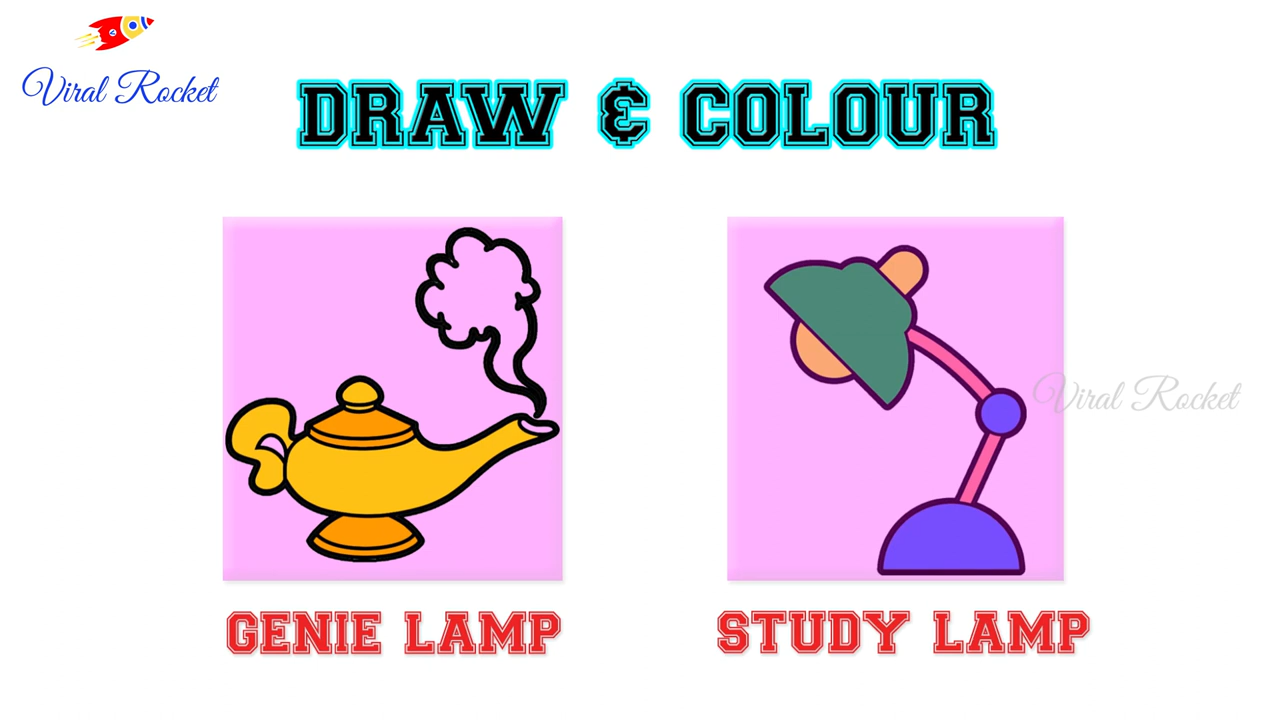 Viral Rocket
DRAW & COLOUR
Viral Rocket
GENIE LAMP
STUDY LAMP